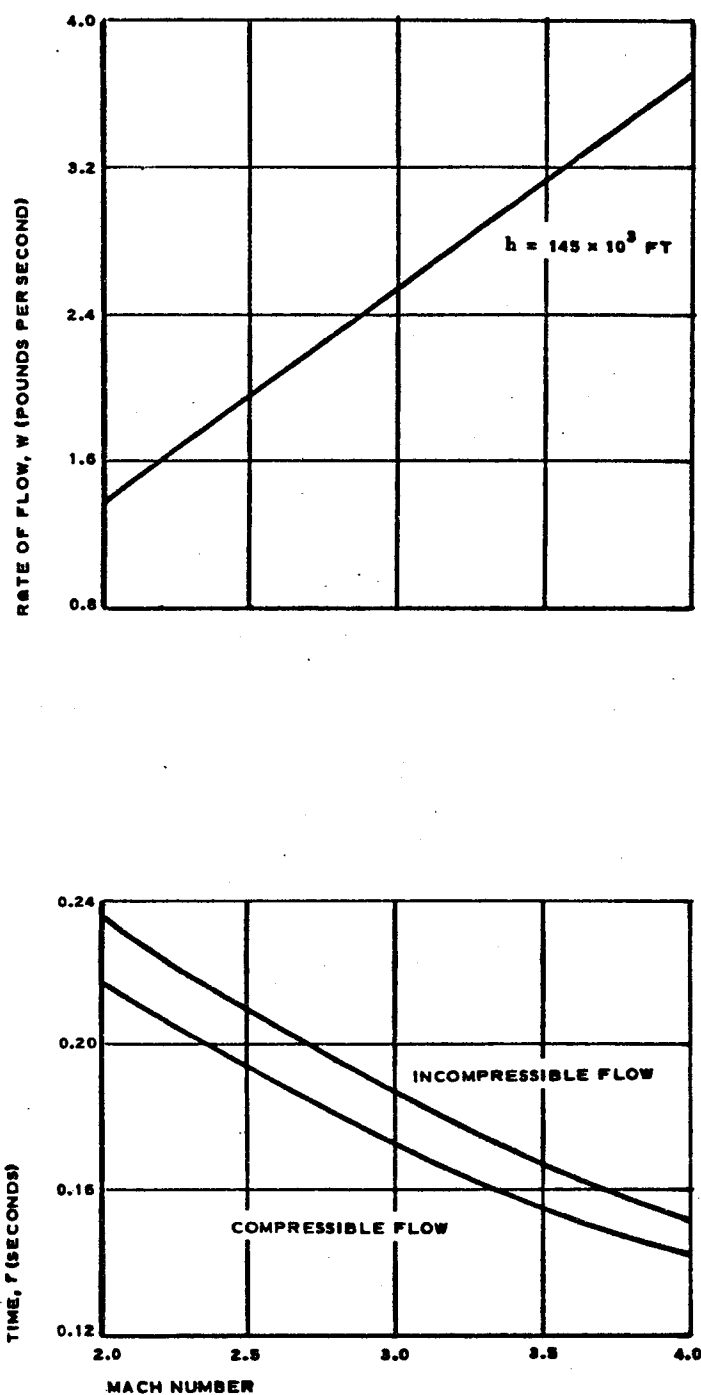 4.0
3.2
2.4
1.6
0.8
RATE OF FLOW, W (POUNDS PER SECOND)
h = 145 × 10³ FT
0.24
0.20
0.16
0.12
TIME, τ (SECONDS)
INCOMPRESSIBLE FLOW
COMPRESSIBLE FLOW
2.0 2.5 3.0 3.5 4.0
MACH NUMBER